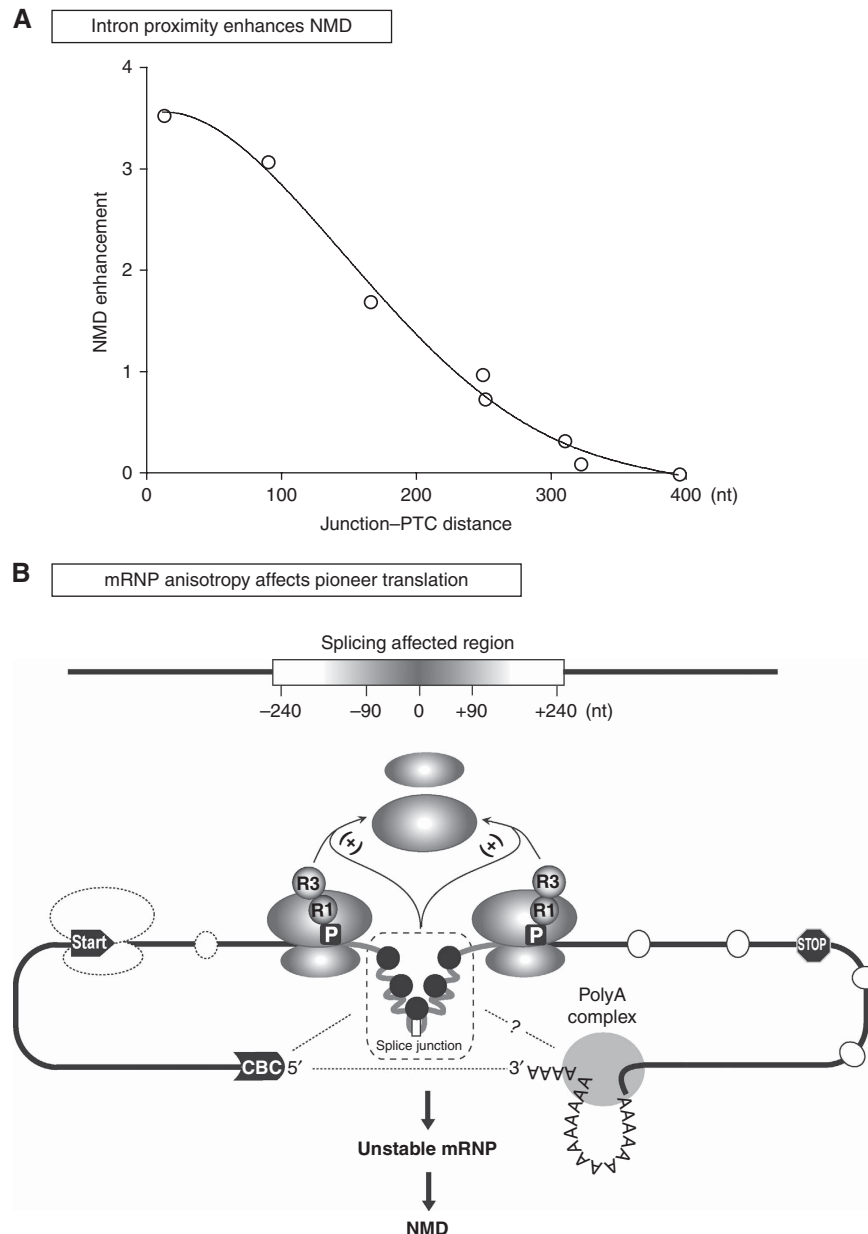 A
Intron proximity enhances NMD
4
3
2
1
0
NMD enhancement
0 100 200 300 400 (nt)
Junction–PTC distance
B
mRNP anisotropy affects pioneer translation
Splicing affected region
–240 –90 0 +90 +240 (nt)
(+) (+)
R3 R3
R1 R1
P P
Start
STOP
PolyA
complex
?
Splice junction
CBC 5′
3′ AAAA
AAAAAAAAAAAAAA
Unstable mRNP
NMD